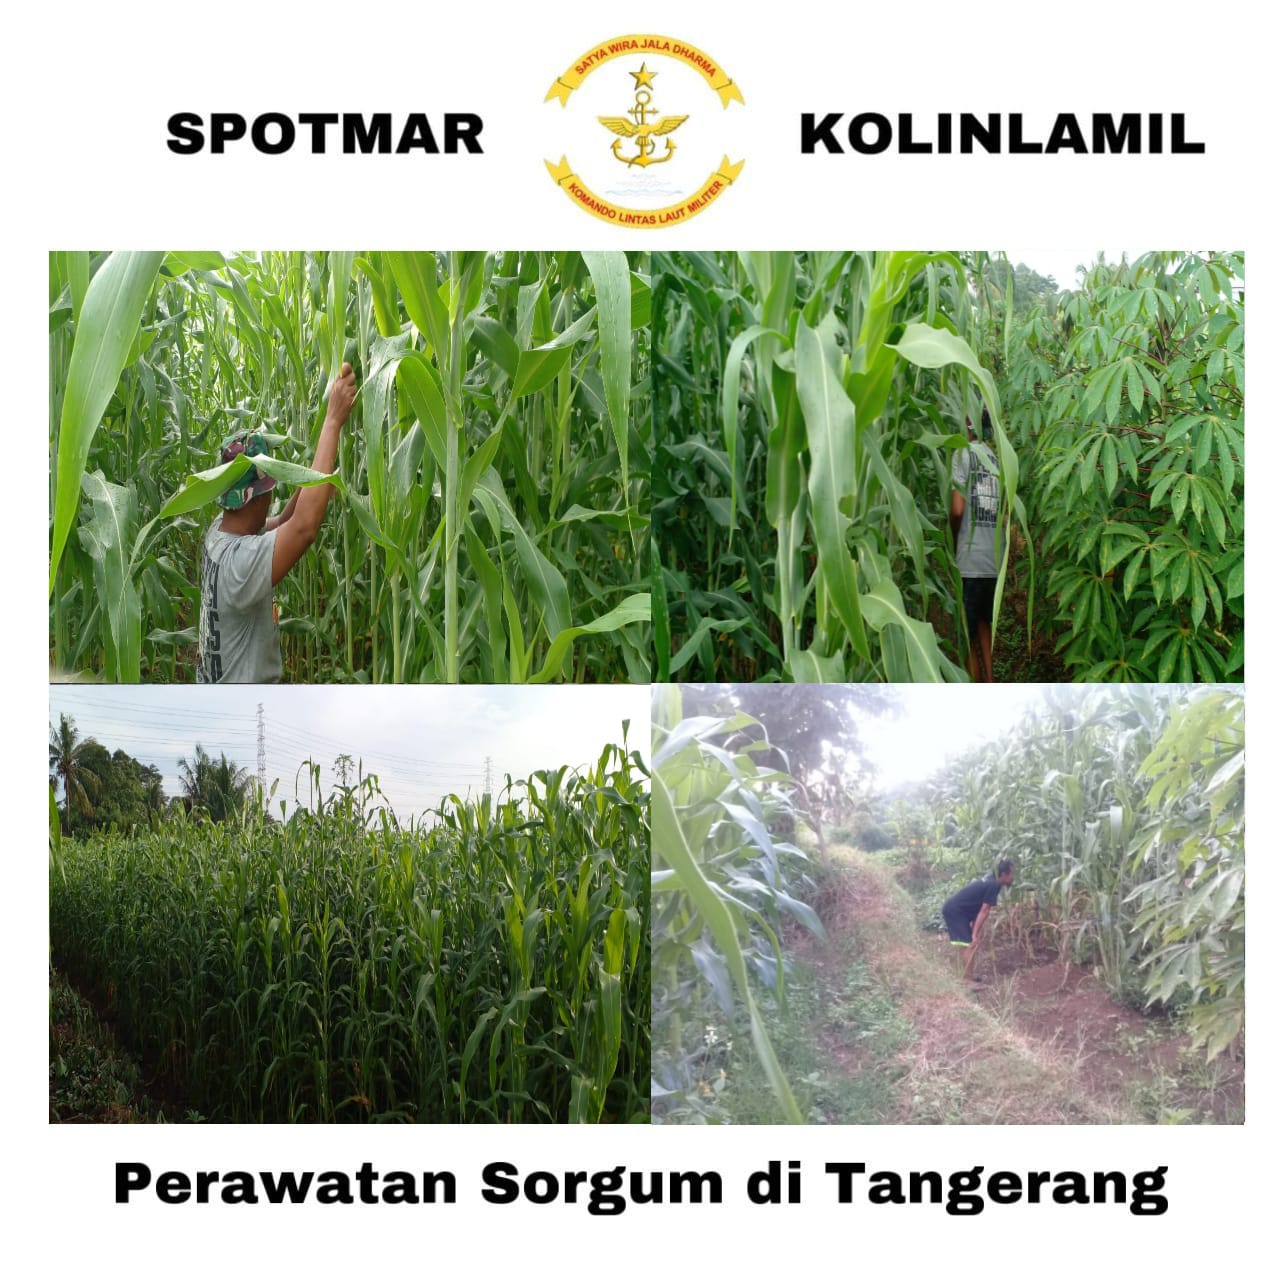 SPOTMAR
SATYA WIRA JALA DHARMA
KOMANDO LINTAS LAUT MILITER
KOLINLAMIL
Perawatan Sorgum di Tangerang